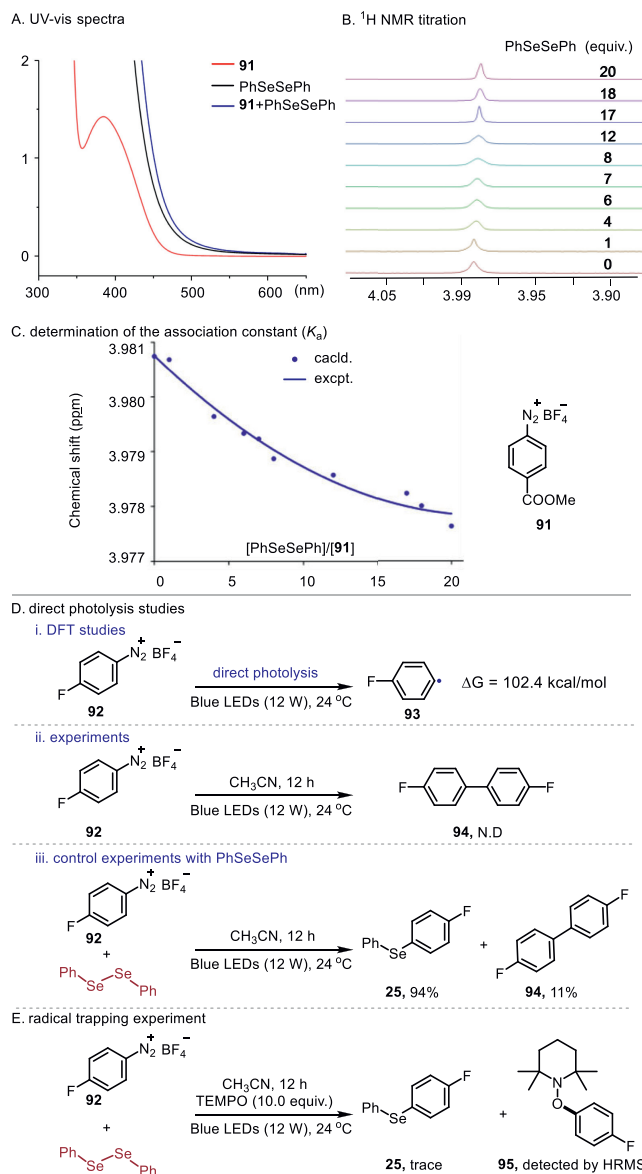 A. UV-vis spectra
2
1
0
300
400
500
600
(nm)
91
PhSeSePh
91+PhSeSePh
B. ¹H NMR titration
PhSeSePh (equiv.)
20
18
17
12
8
7
6
4
1
0
4.05
3.99
3.95
3.90
C. determination of the association constant (Kₐ)
Chemical shift (ppm)
3.981
3.980
3.979
3.978
3.977
cacld.
excpt.
[PhSeSePh]/[91]
0
5
10
15
20
+
−
N₂ BF₄
COOMe
91
D. direct photolysis studies
i. DFT studies
+
−
N₂ BF₄
F
92
direct photolysis
Blue LEDs (12 W), 24 °C
F
93
ΔG = 102.4 kcal/mol
ii. experiments
+
−
N₂ BF₄
F
92
CH₃CN, 12 h
Blue LEDs (12 W), 24 °C
F
F
94, N.D
iii. control experiments with PhSeSePh
+
−
N₂ BF₄
F
92
+
Ph
Se
Se
Ph
CH₃CN, 12 h
Blue LEDs (12 W), 24 °C
F
Ph
Se
25, 94%
+
F
F
94, 11%
E. radical trapping experiment
+
−
N₂ BF₄
F
92
+
Ph
Se
Se
Ph
CH₃CN, 12 h
TEMPO (10.0 equiv.)
Blue LEDs (12 W), 24 °C
F
Ph
Se
25, trace
+
N
O
F
95, detected by HRMS